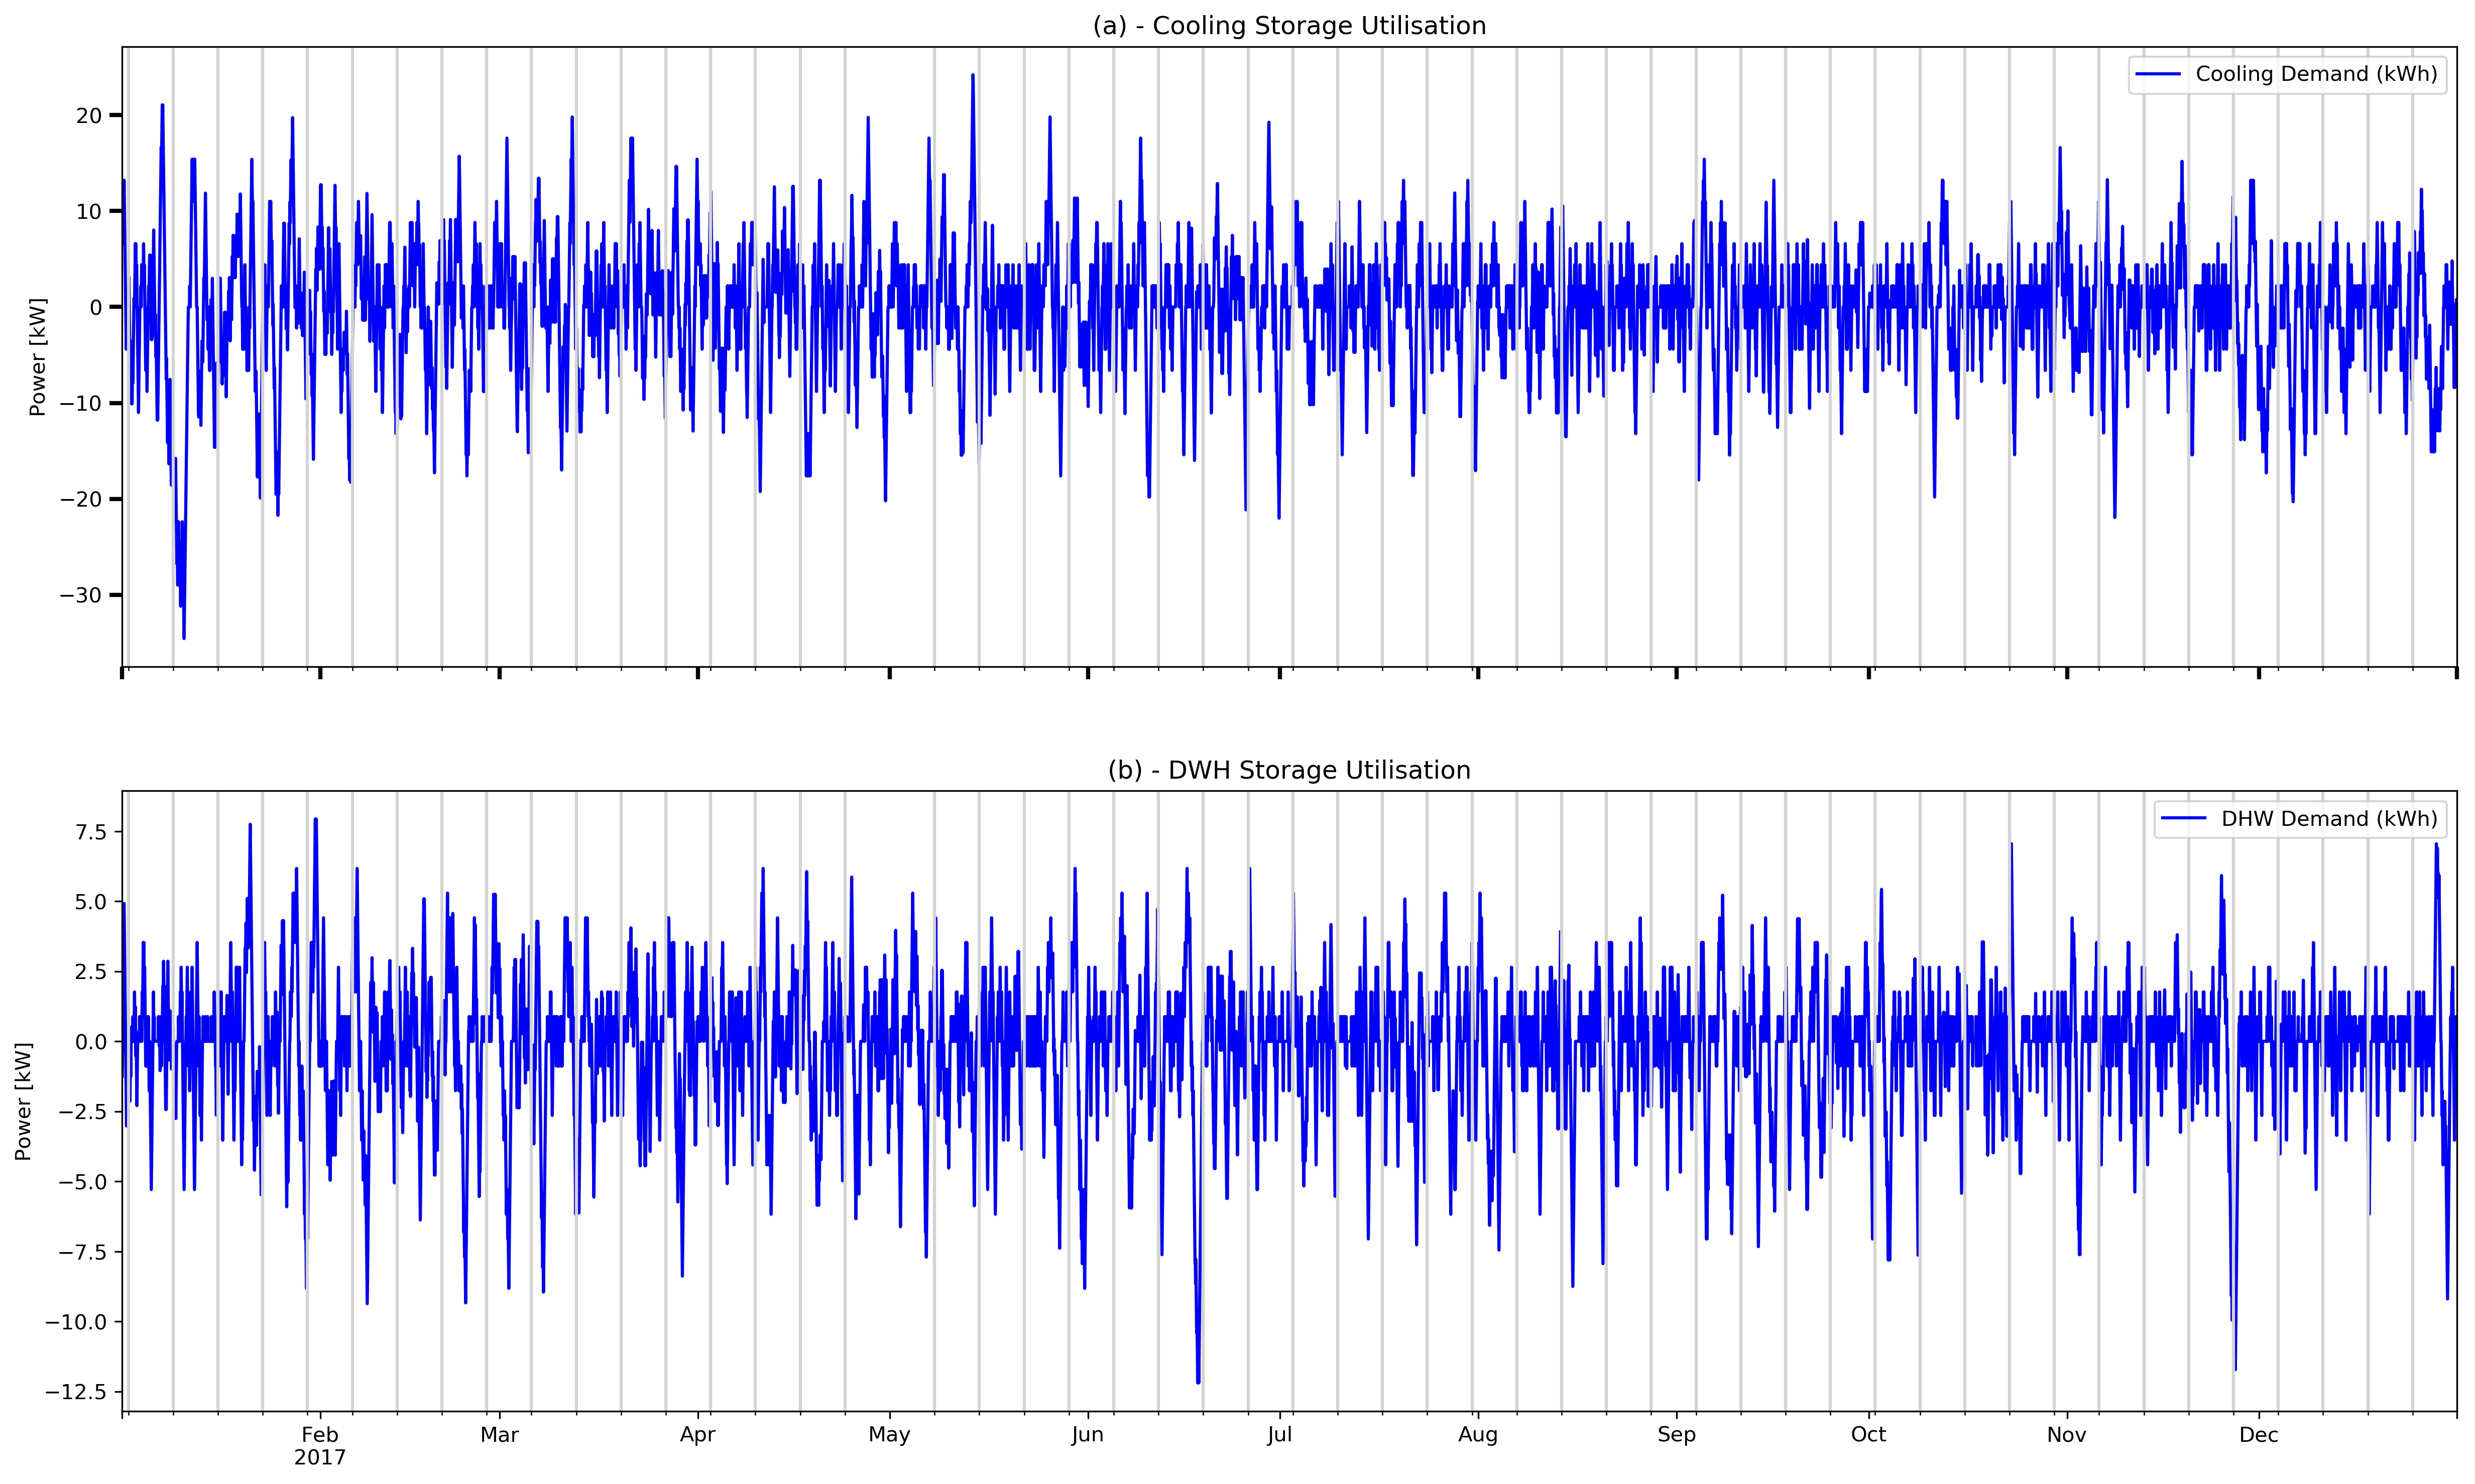 (a) - Cooling Storage Utilisation
Cooling Demand (kWh)
Power [kW]
20
10
0
−10
−20
−30
(b) - DWH Storage Utilisation
DHW Demand (kWh)
Power [kW]
7.5
5.0
2.5
0.0
−2.5
−5.0
−7.5
−10.0
−12.5
Feb Mar Apr May Jun Jul Aug Sep Oct Nov Dec
2017